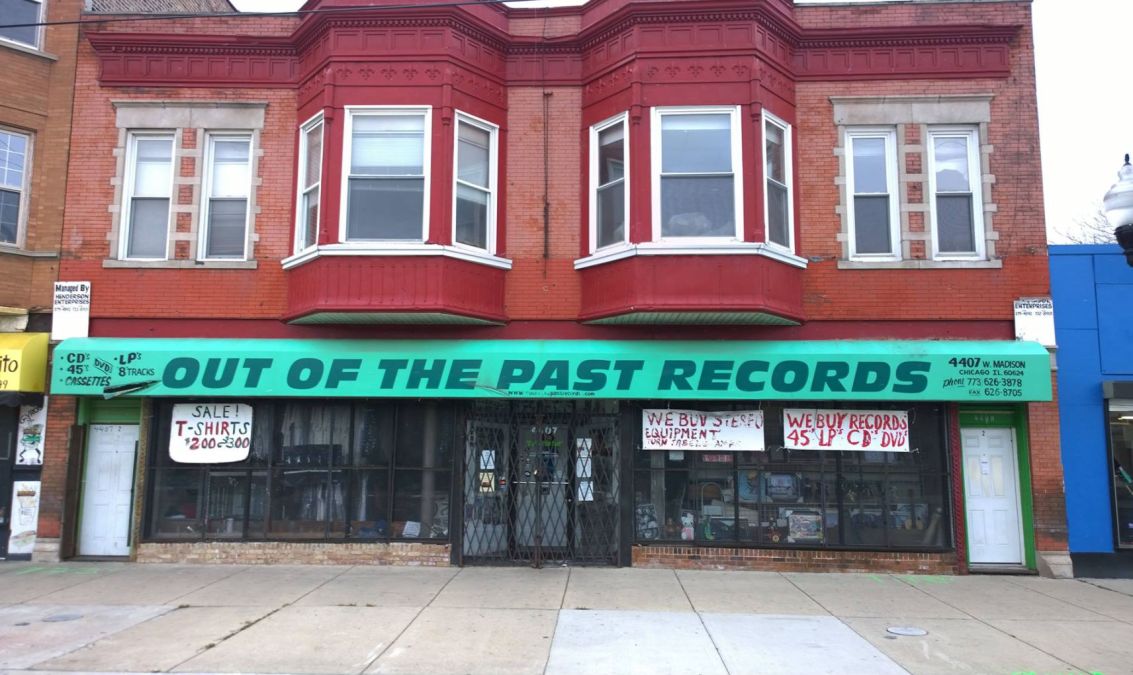 Managed By
HENDERSON
ENTERPRISES
ENTERPRISES
ito
• CD's • LP's
45's DVD 8 TRACKS
• CASSETTES
OUT OF THE PAST RECORDS
4407 W. MADISON
CHICAGO IL 60624
phone 773 626-3878
FAX 626-8705
SALE!
T-SHIRTS
$2.00 $3.00
4407
WE BUY STEREO
EQUIPMENT
WE BUY RECORDS
45" LP" CD" DVD"